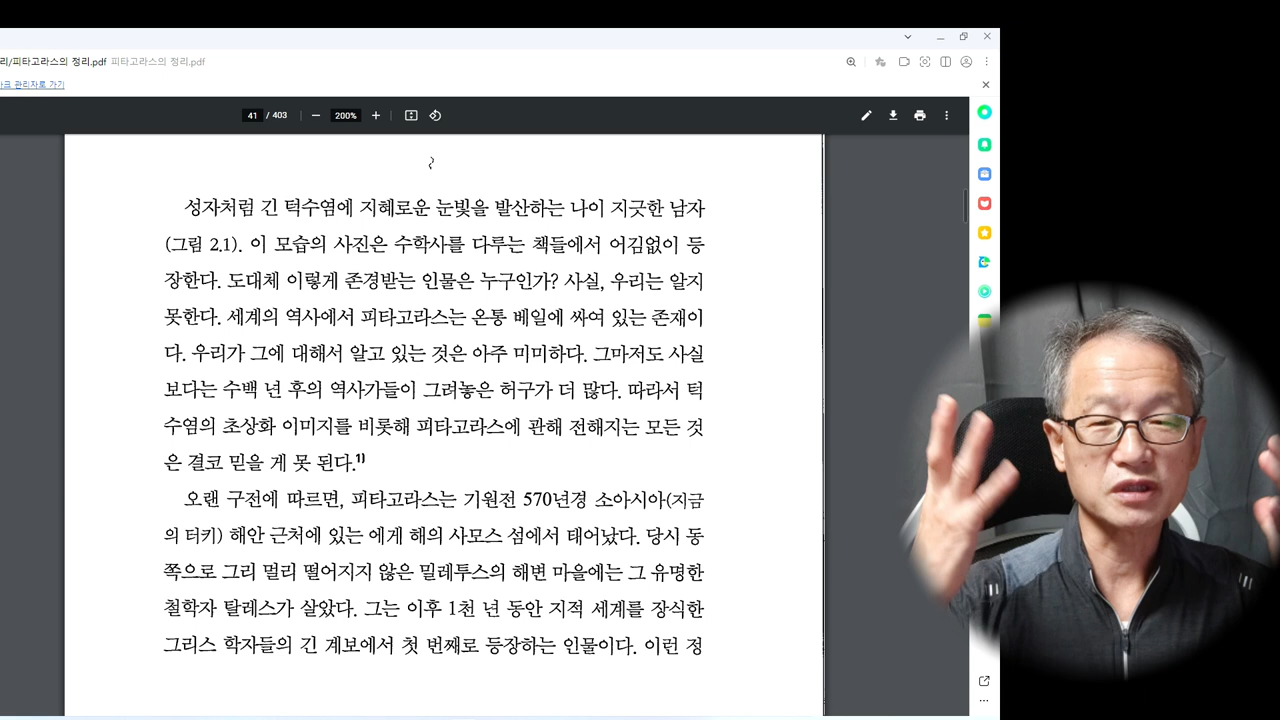 리/피타고라스의 정리.pdf 피타고라스의 정리.pdf
마크 관리자로 가기
41 / 403 200%
성자처럼 긴 턱수염에 지혜로운 눈빛을 발산하는 나이 지긋한 남자
(그림 2.1). 이 모습의 사진은 수학사를 다루는 책들에서 어김없이 등
장한다. 도대체 이렇게 존경받는 인물은 누구인가? 사실, 우리는 알지
못한다. 세계의 역사에서 피타고라스는 온통 베일에 싸여 있는 존재이
다. 우리가 그에 대해서 알고 있는 것은 아주 미미하다. 그마저도 사실
보다는 수백 년 후의 역사가들이 그려놓은 허구가 더 많다. 따라서 턱
수염의 초상화 이미지를 비롯해 피타고라스에 관해 전해지는 모든 것
은 결코 믿을 게 못 된다.1)
오랜 구전에 따르면, 피타고라스는 기원전 570년경 소아시아(지금
의 터키) 해안 근처에 있는 에게 해의 사모스 섬에서 태어났다. 당시 동
쪽으로 그리 멀리 떨어지지 않은 밀레투스의 해변 마을에는 그 유명한
철학자 탈레스가 살았다. 그는 이후 1천 년 동안 지적 세계를 장식한
그리스 학자들의 긴 계보에서 첫 번째로 등장하는 인물이다. 이런 정